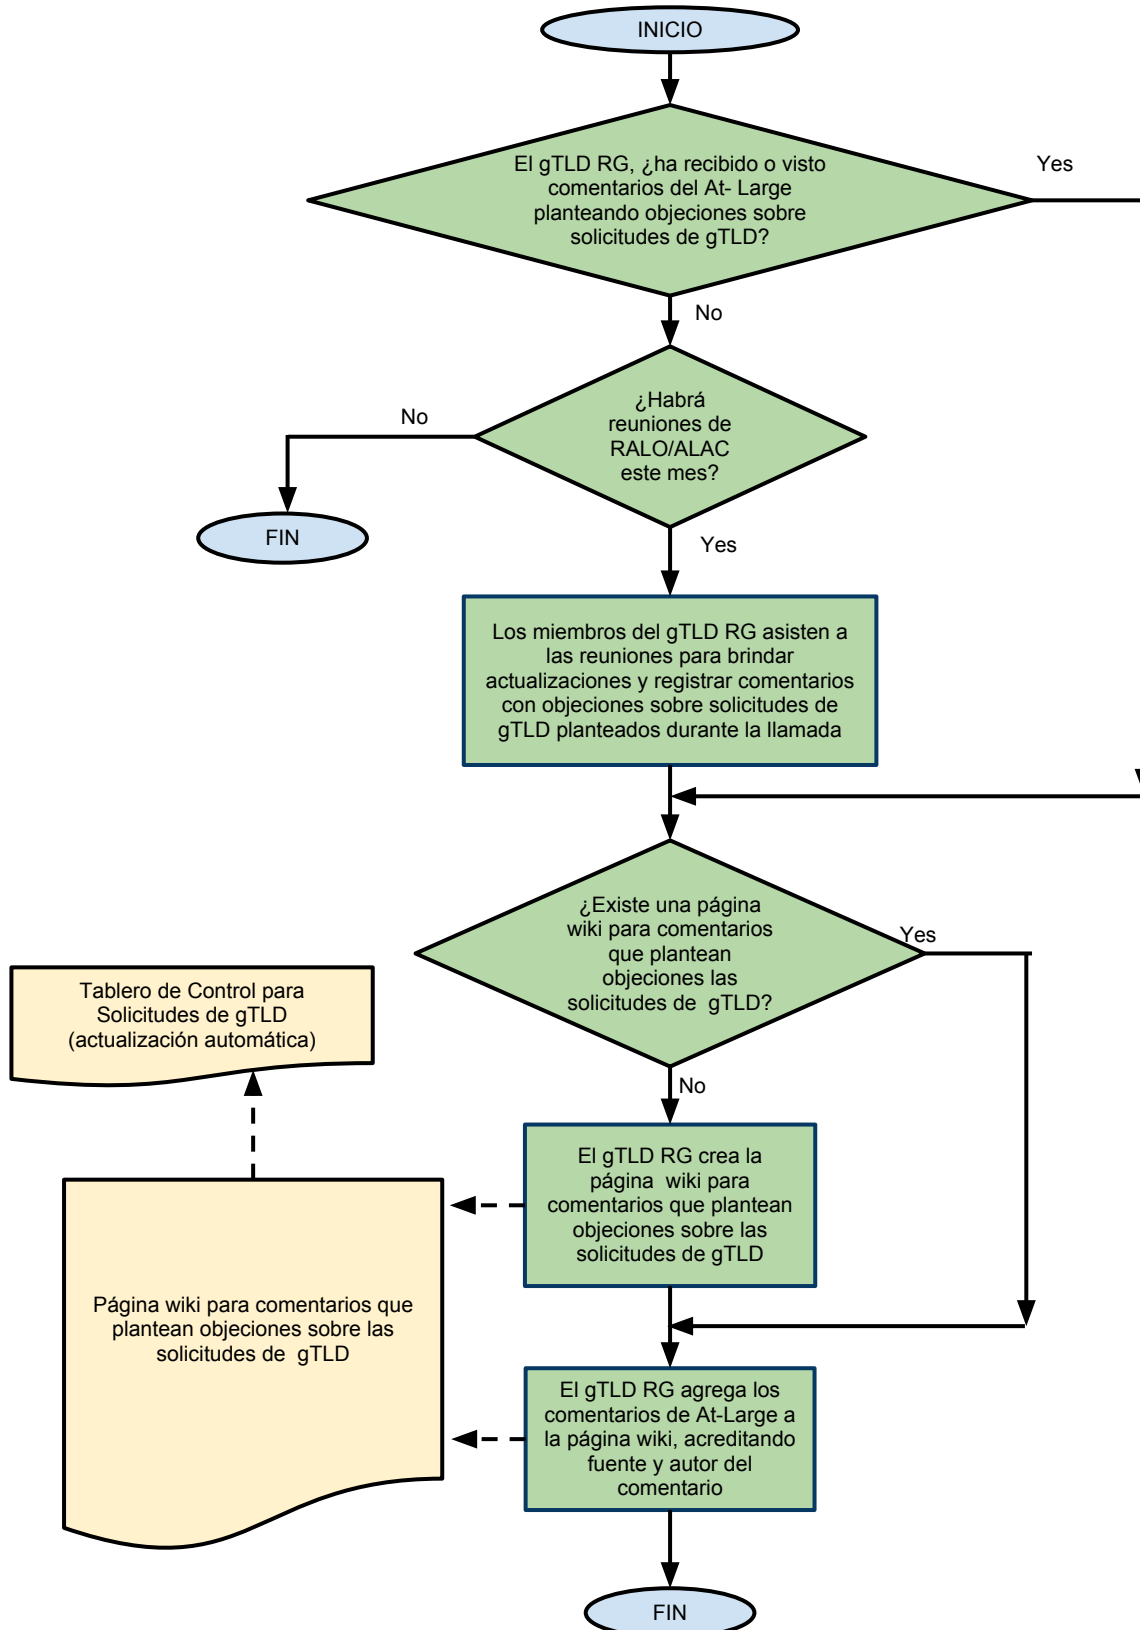 INICIO
El gTLD RG, ¿ha recibido o visto
comentarios del At- Large
planteando objeciones sobre
solicitudes de gTLD?
Yes
No
¿Habrá
reuniones de
RALO/ALAC
este mes?
No
FIN
Yes
Los miembros del gTLD RG asisten a
las reuniones para brindar
actualizaciones y registrar comentarios
con objeciones sobre solicitudes de
gTLD planteados durante la llamada
¿Existe una página
wiki para comentarios
que plantean
objeciones las
solicitudes de gTLD?
Yes
Tablero de Control para
Solicitudes de gTLD
(actualización automática)
No
El gTLD RG crea la
página wiki para
comentarios que plantean
objeciones sobre las
solicitudes de gTLD
Página wiki para comentarios que
plantean objeciones sobre las
solicitudes de gTLD
El gTLD RG agrega los
comentarios de At-Large a
la página wiki, acreditando
fuente y autor del
comentario
FIN